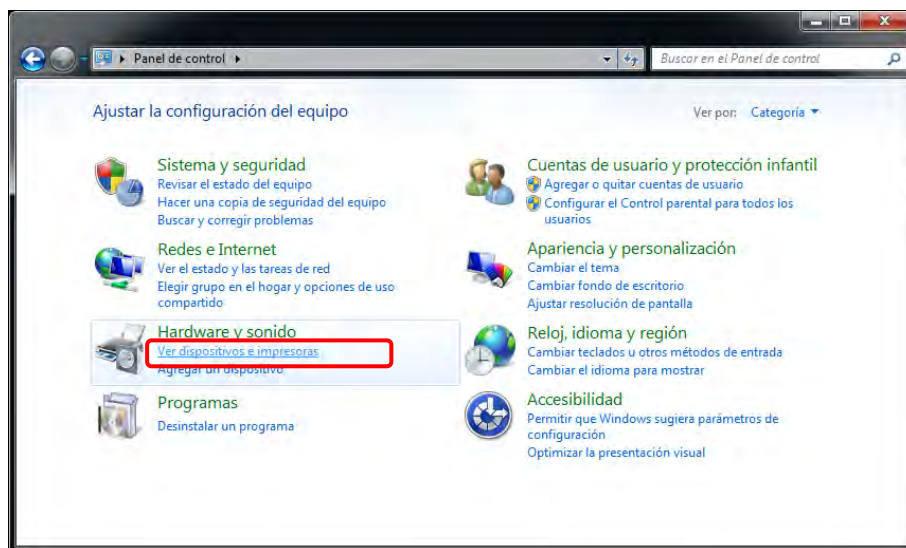 Panel de control
Buscar en el Panel de control
Ajustar la configuración del equipo
Ver por: Categoría
Sistema y seguridad
Revisar el estado del equipo
Hacer una copia de seguridad del equipo
Buscar y corregir problemas
Redes e Internet
Ver el estado y las tareas de red
Elegir grupo en el hogar y opciones de uso
compartido
Hardware y sonido
Ver dispositivos e impresoras
Agregar un dispositivo
Programas
Desinstalar un programa
Cuentas de usuario y protección infantil
Agregar o quitar cuentas de usuario
Configurar el Control parental para todos los
usuarios
Apariencia y personalización
Cambiar el tema
Cambiar fondo de escritorio
Ajustar resolución de pantalla
Reloj, idioma y región
Cambiar teclados u otros métodos de entrada
Cambiar el idioma para mostrar
Accesibilidad
Permitir que Windows sugiera parámetros de
configuración
Optimizar la presentación visual